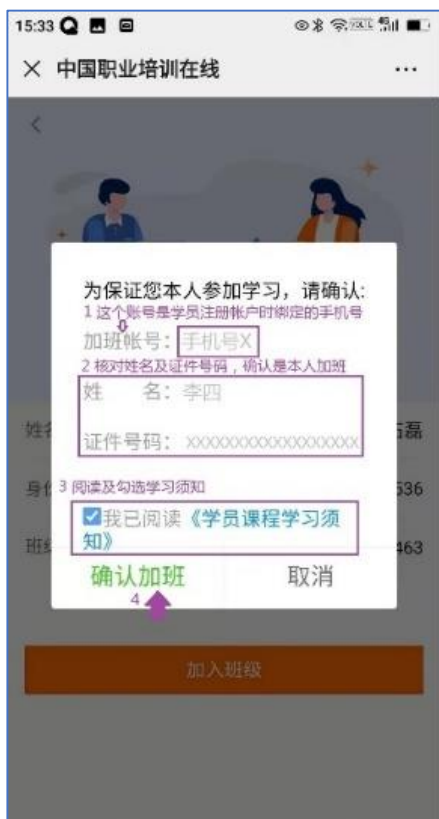 15:33
中国职业培训在线
为保证您本人参加学习，请确认:
1 这个账号是学员注册帐户时绑定的手机号
加班帐号：手机号X
2 核对姓名及证件号码，确认是本人加班
姓 名：李四
姓名
石磊
证件号码：XXXXXXXXXXXXXXXXXX
身份
3 阅读及勾选学习须知
536
我已阅读《学员课程学习须
知》
班级
463
确认加班
取消
4
加入班级